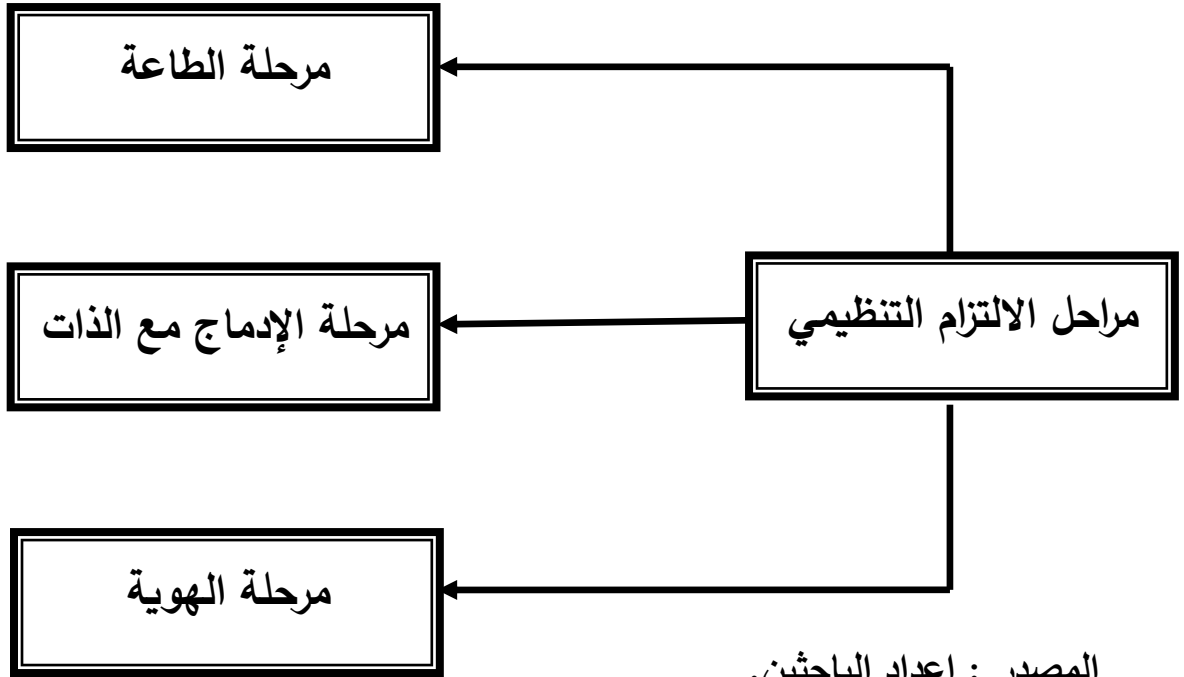 مرحلة الطاعة
مراحل الالتزام التنظيمي
مرحلة الإدماج مع الذات
مرحلة الهوية
المصدر : إعداد الباحثين.